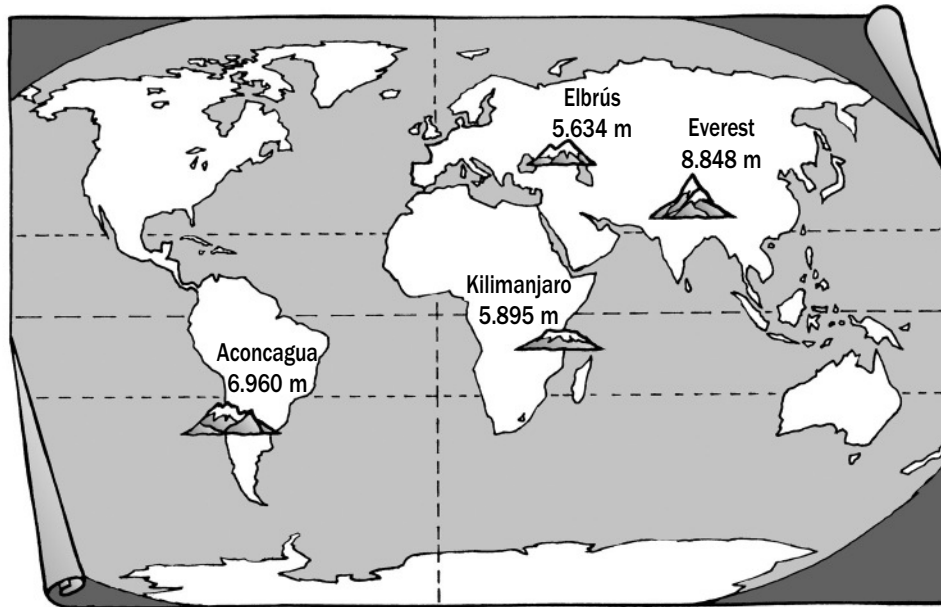 Elbrús
5.634 m
Everest
8.848 m
Kilimanjaro
5.895 m
Aconcagua
6.960 m